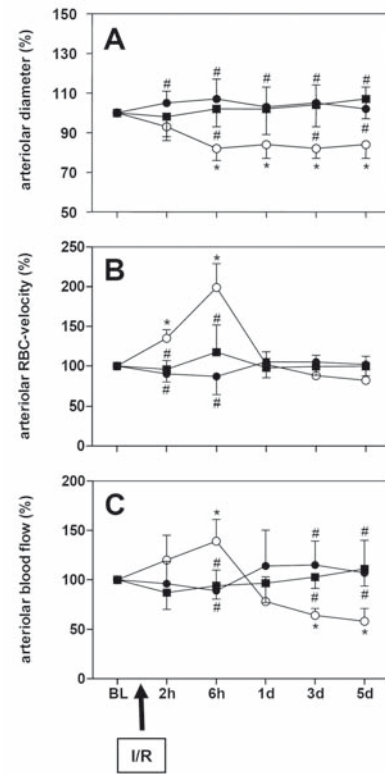 A
arteriolar diameter (%)
150
130
110
90
70
50
# # # # #
# # # #
* * * *
B
arteriolar RBC-velocity (%)
250
200
150
100
50
0
* *
# #
# #
C
arteriolar blood flow (%)
200
150
100
50
0
*
# # #
# # #
* *
BL 2h 6h 1d 3d 5d
I/R